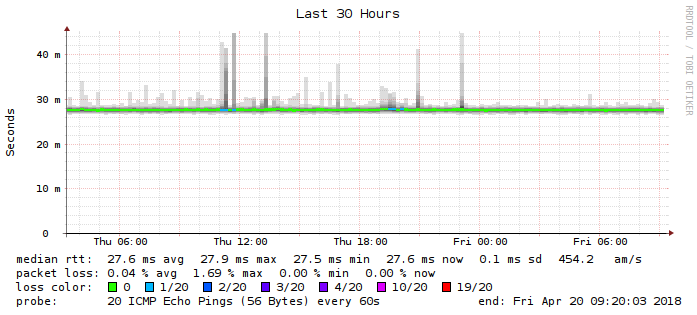 Last 30 Hours
RRDTOOL / TOBI OETIKER
Seconds
40 m
30 m
20 m
10 m
0
Thu 06:00 Thu 12:00 Thu 18:00 Fri 00:00 Fri 06:00
median rtt: 27.6 ms avg 27.9 ms max 27.5 ms min 27.6 ms now 0.1 ms sd 454.2 am/s
packet loss: 0.04 % avg 1.69 % max 0.00 % min 0.00 % now
loss color: 0 1/20 2/20 3/20 4/20 10/20 19/20
probe: 20 ICMP Echo Pings (56 Bytes) every 60s end: Fri Apr 20 09:20:03 2018